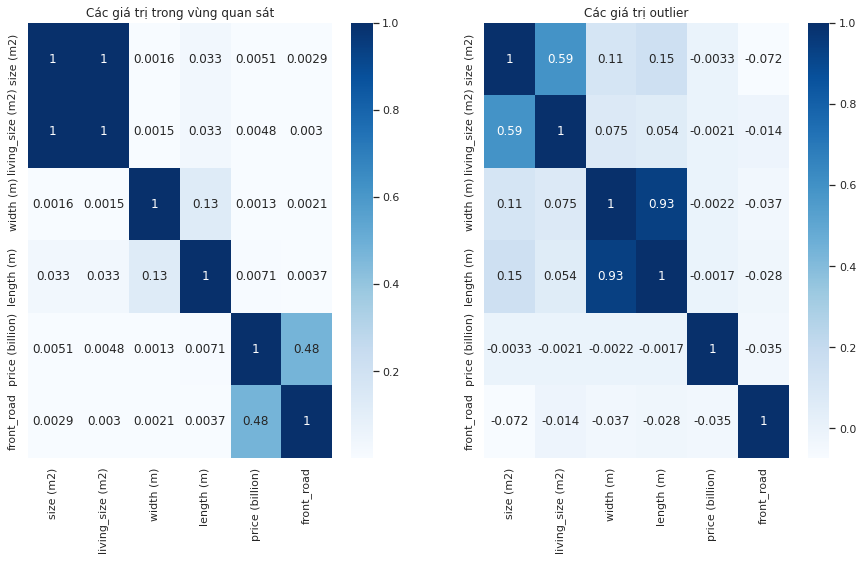 Các giá trị trong vùng quan sát
size (m2)
1 1 0.0016 0.033 0.0051 0.0029
living_size (m2)
1 1 0.0015 0.033 0.0048 0.003
width (m)
0.0016 0.0015 1 0.13 0.0013 0.0021
length (m)
0.033 0.033 0.13 1 0.0071 0.0037
price (billion)
0.0051 0.0048 0.0013 0.0071 1 0.48
front_road
0.0029 0.003 0.0021 0.0037 0.48 1
size (m2)
living_size (m2)
width (m)
length (m)
price (billion)
front_road
1.0
0.8
0.6
0.4
0.2
Các giá trị outlier
size (m2)
1 0.59 0.11 0.15 -0.0033 -0.072
living_size (m2)
0.59 1 0.075 0.054 -0.0021 -0.014
width (m)
0.11 0.075 1 0.93 -0.0022 -0.037
length (m)
0.15 0.054 0.93 1 -0.0017 -0.028
price (billion)
-0.0033 -0.0021 -0.0022 -0.0017 1 -0.035
front_road
-0.072 -0.014 -0.037 -0.028 -0.035 1
size (m2)
living_size (m2)
width (m)
length (m)
price (billion)
front_road
1.0
0.8
0.6
0.4
0.2
0.0